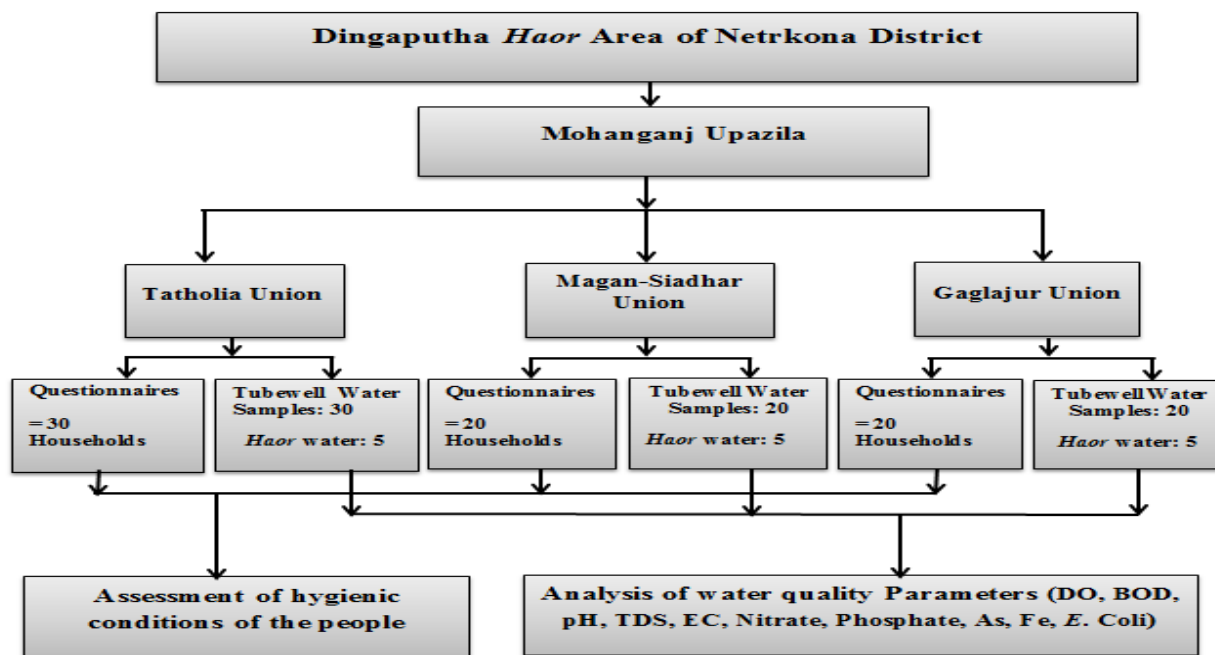 Dingaputha Haor Area of Netrkona District
Mohanganj Upazila
Tatholia Union
Magan-Siadhar
Union
Gaglajur Union
Questionnaires
=30
Households
Tubewell Water
Samples: 30
Haor water: 5
Questionnaires
=20
Households
Tubewell Water
Samples: 20
Haor water: 5
Questionnaires
=20
Households
Tubewell Water
Samples: 20
Haor water: 5
Assessment of hygienic
conditions of the people
Analysis of water quality Parameters (DO, BOD,
pH, TDS, EC, Nitrate, Phosphate, As, Fe, E. Coli)